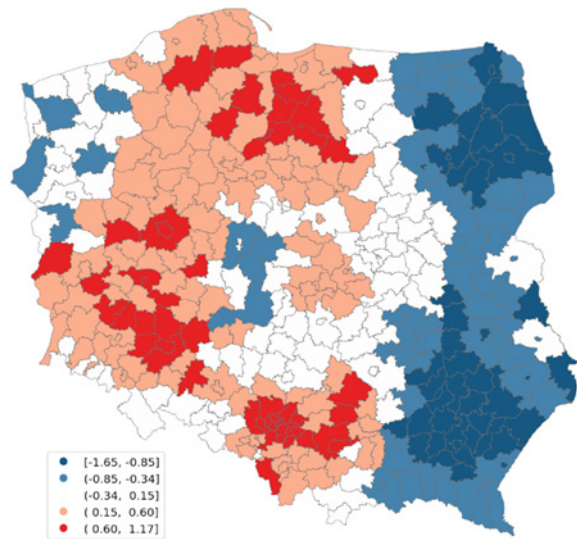 [-1.65, -0.85]
(-0.85, -0.34]
(-0.34, 0.15]
( 0.15, 0.60]
( 0.60, 1.17]